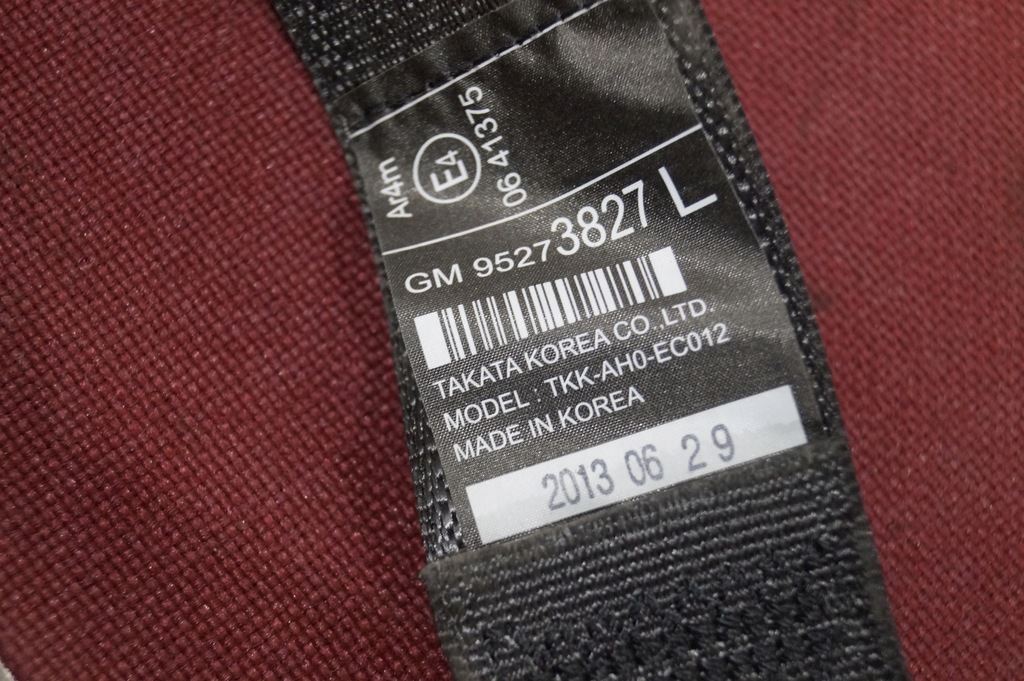 Ar4m
E4
06 41375
GM 95273827 L
TAKATA KOREA CO.,LTD.
MODEL : TKK-AH0-EC012
MADE IN KOREA
2013 06 29